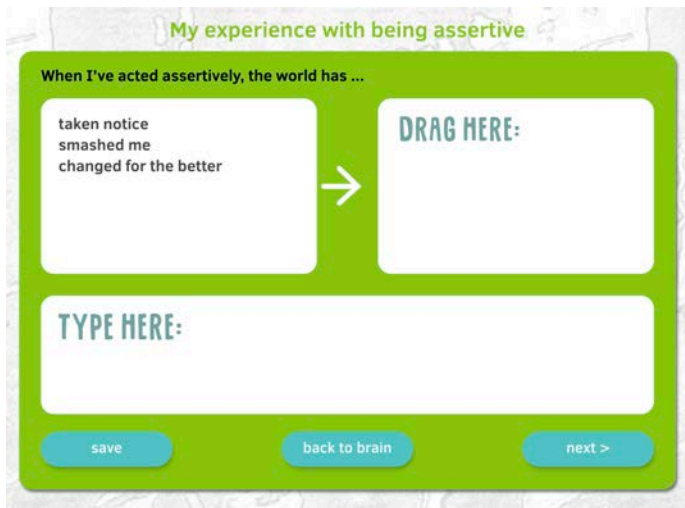 My experience with being assertive
When I've acted assertively, the world has ...
taken notice
smashed me
changed for the better
DRAG HERE:
TYPE HERE:
save
back to brain
next >